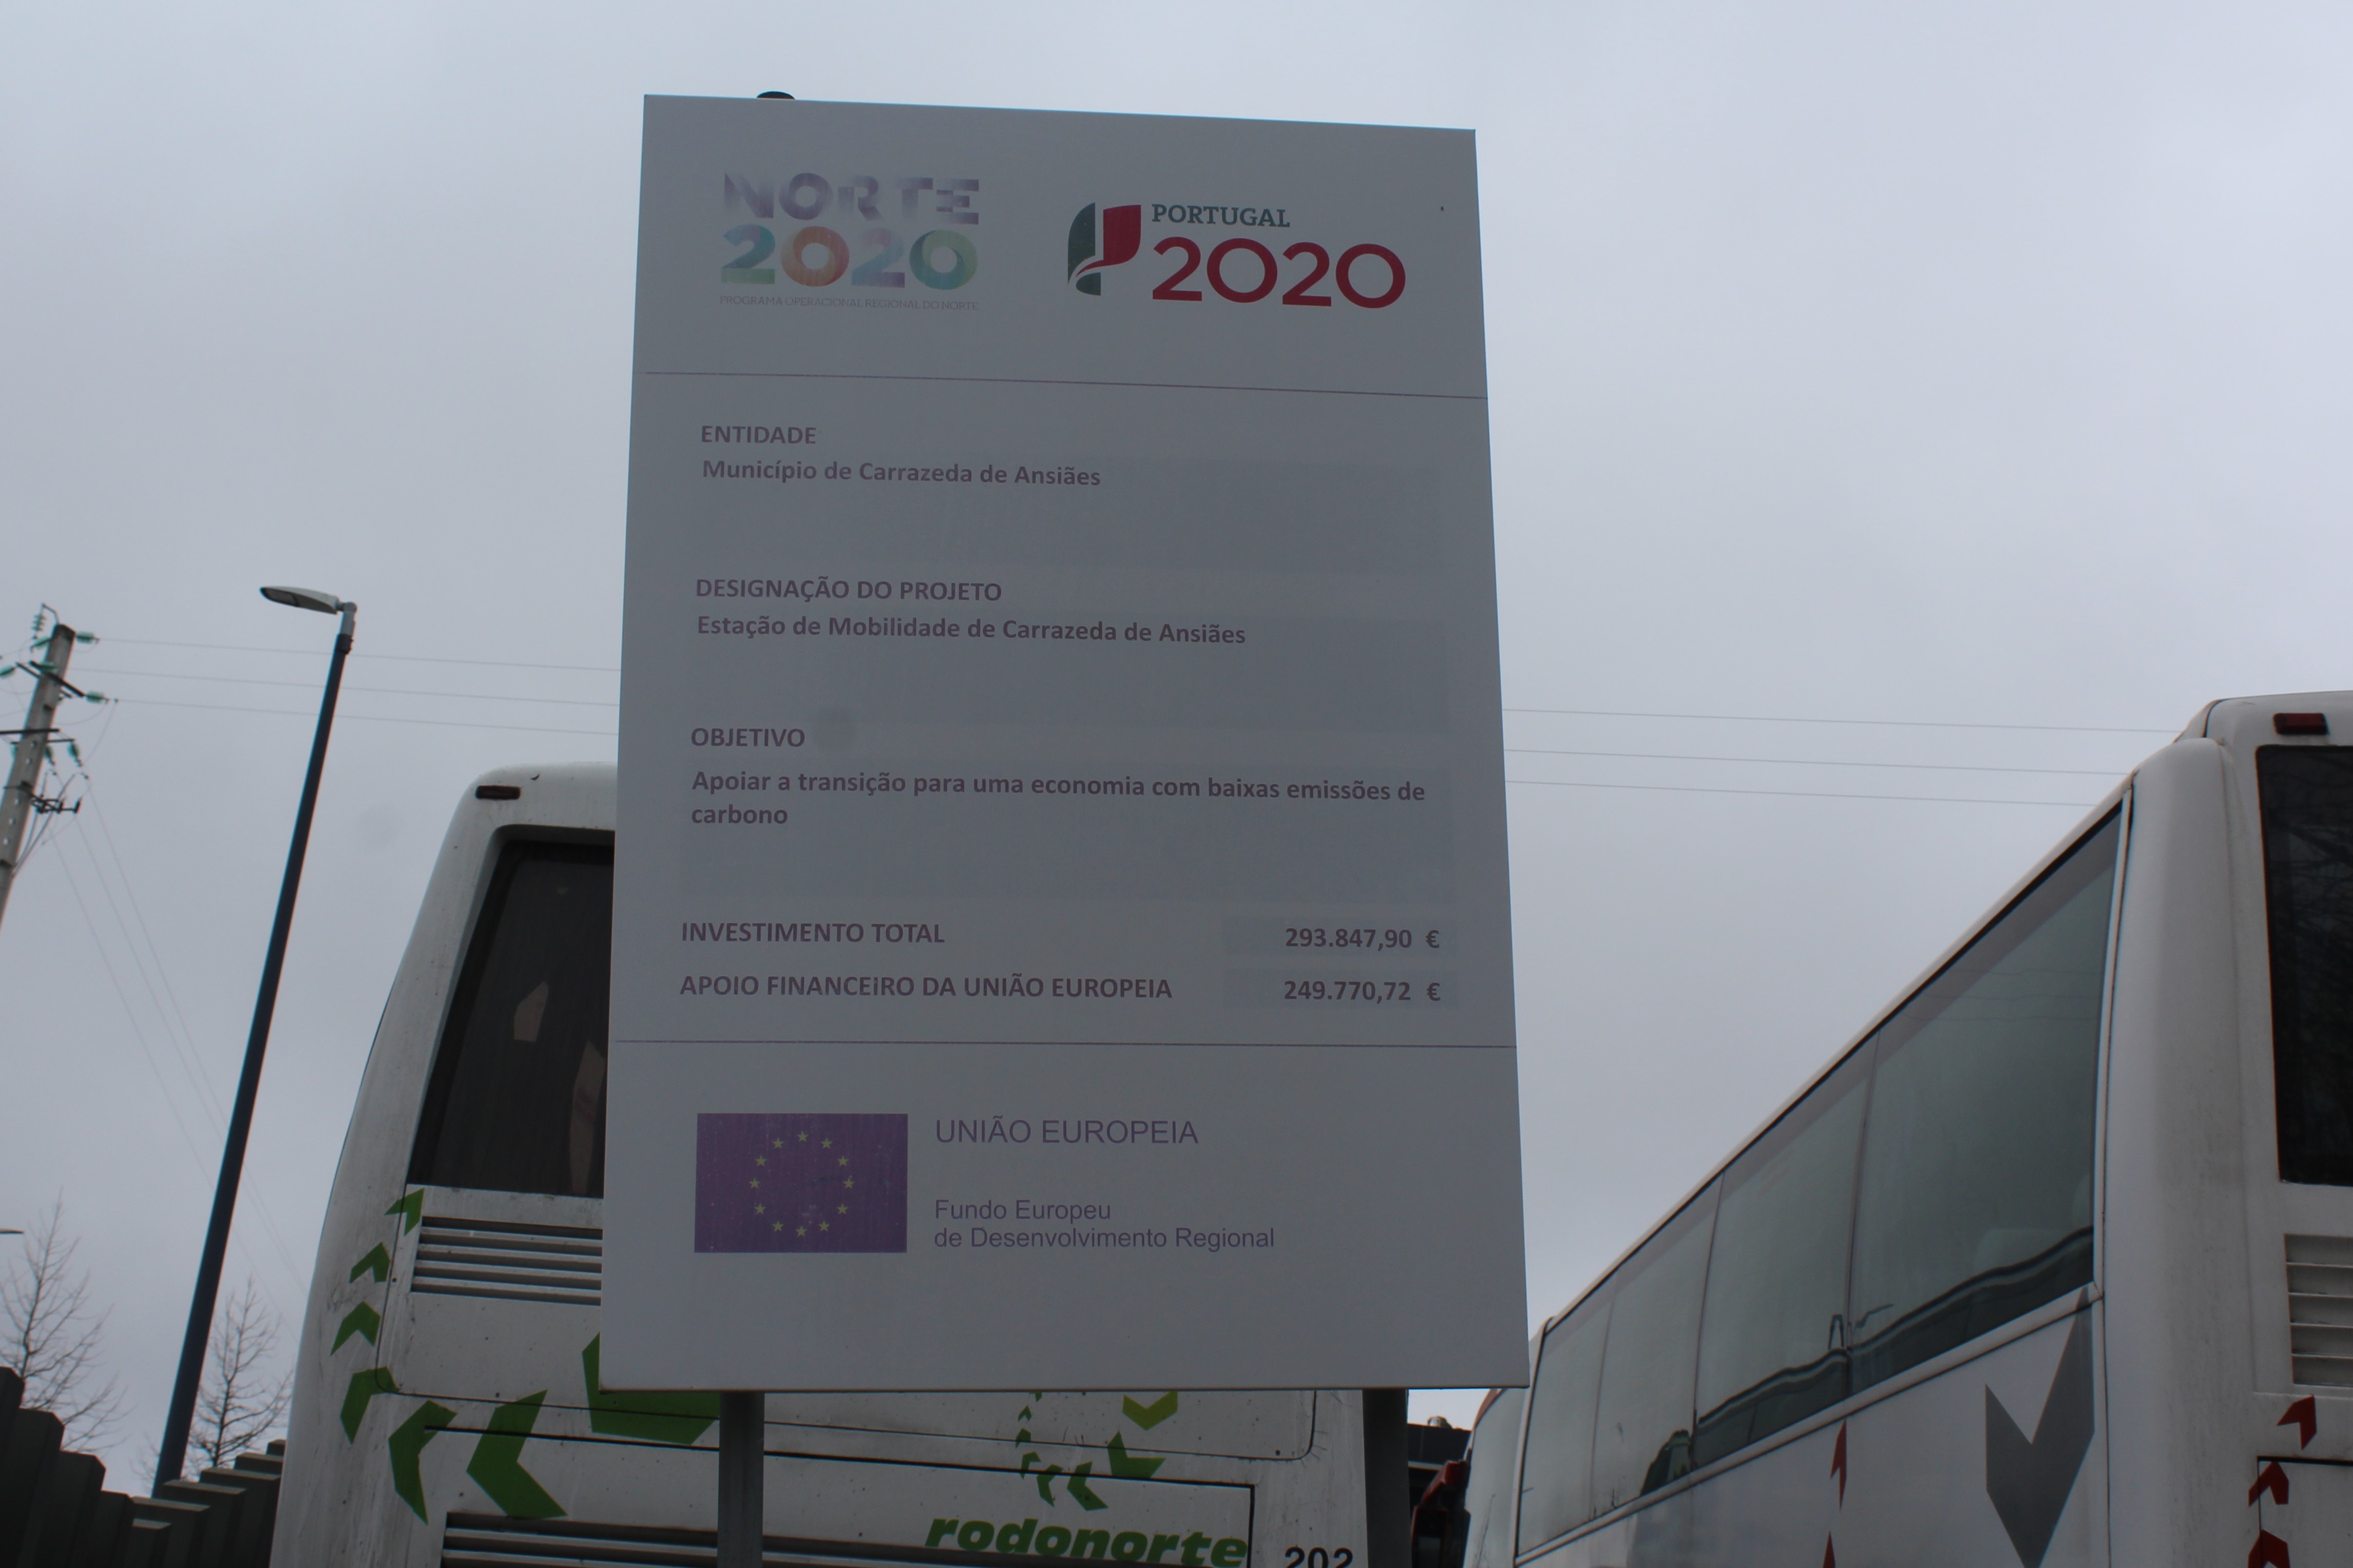 NORTE
2020
PROGRAMA OPERACIONAL REGIONAL DO NORTE
PORTUGAL
2020
ENTIDADE
Município de Carrazeda de Ansiães
DESIGNAÇÃO DO PROJETO
Estação de Mobilidade de Carrazeda de Ansiães
OBJETIVO
Apoiar a transição para uma economia com baixas emissões de
carbono
INVESTIMENTO TOTAL 293.847,90 €
APOIO FINANCEIRO DA UNIÃO EUROPEIA 249.770,72 €
UNIÃO EUROPEIA
Fundo Europeu
de Desenvolvimento Regional
rodonorte
202